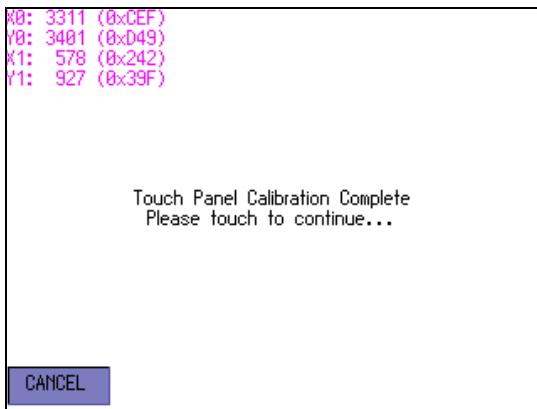 X0: 3311 (0xCEF)
Y0: 3401 (0xD49)
X1: 578 (0x242)
Y1: 927 (0x39F)
Touch Panel Calibration Complete
Please touch to continue...
CANCEL